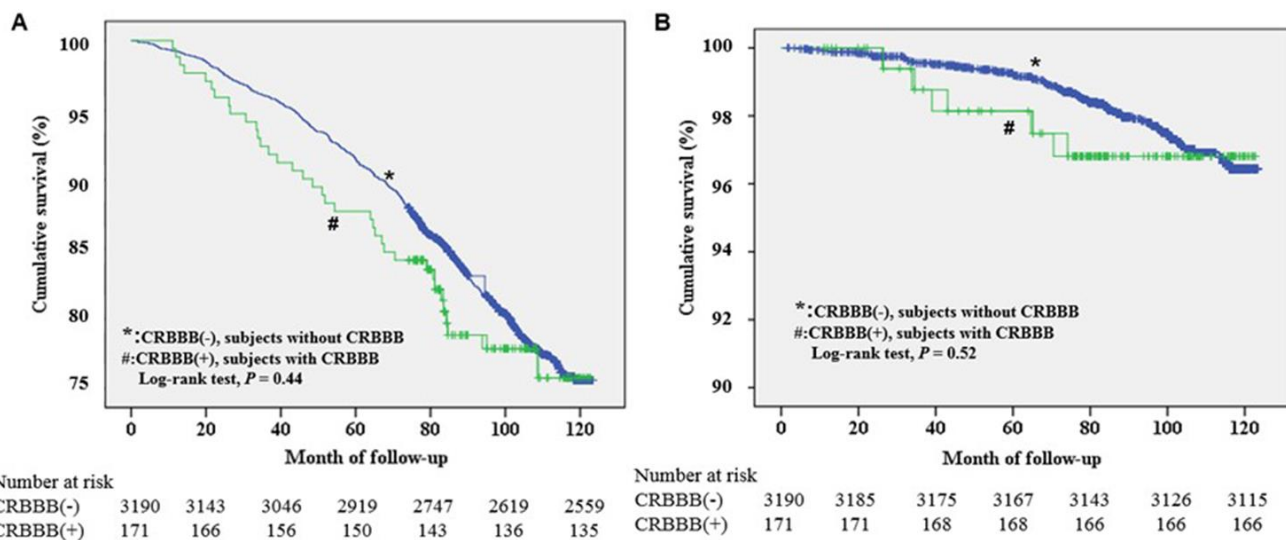 A
Cumulative survival (%)
100
95
90
85
80
75
*
#
*:CRBBB(-), subjects without CRBBB
#:CRBBB(+), subjects with CRBBB
Log-rank test, P = 0.44
0 20 40 60 80 100 120
Month of follow-up
Number at risk
CRBBB(-) 3190 3143 3046 2919 2747 2619 2559
CRBBB(+) 171 166 156 150 143 136 135
B
Cumulative survival (%)
100
98
96
94
92
90
*
#
*:CRBBB(-), subjects without CRBBB
#:CRBBB(+), subjects with CRBBB
Log-rank test, P = 0.52
0 20 40 60 80 100 120
Month of follow-up
Number at risk
CRBBB(-) 3190 3185 3175 3167 3143 3126 3115
CRBBB(+) 171 171 168 168 166 166 166